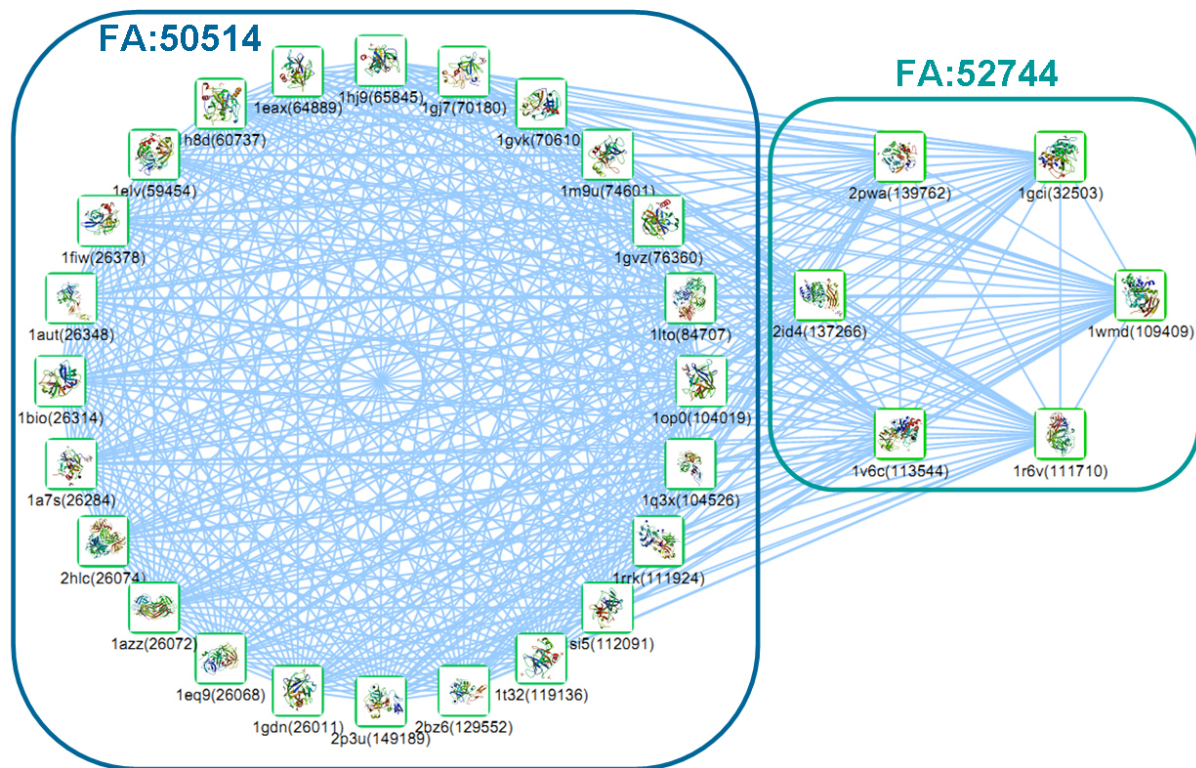 FA:50514
FA:52744
1hj9(65845)
1eax(64889)
1gj7(70180)
1h8d(60737)
1gvk(70610
1elv(59454)
1m9u(74601)
1fiw(26378)
1gvz(76360)
1aut(26348)
1lto(84707)
1bio(26314)
1op0(104019)
1a7s(26284)
1q3x(104526)
2hlc(26074)
1rrk(111924)
1azz(26072)
si5(112091)
1eq9(26068)
1t32(119136)
1gdn(26011)
2p3u(149189)
2bz6(129552)
2pwa(139762)
1gci(32503)
2id4(137266)
1wmd(109409)
1v6c(113544)
1r6v(111710)